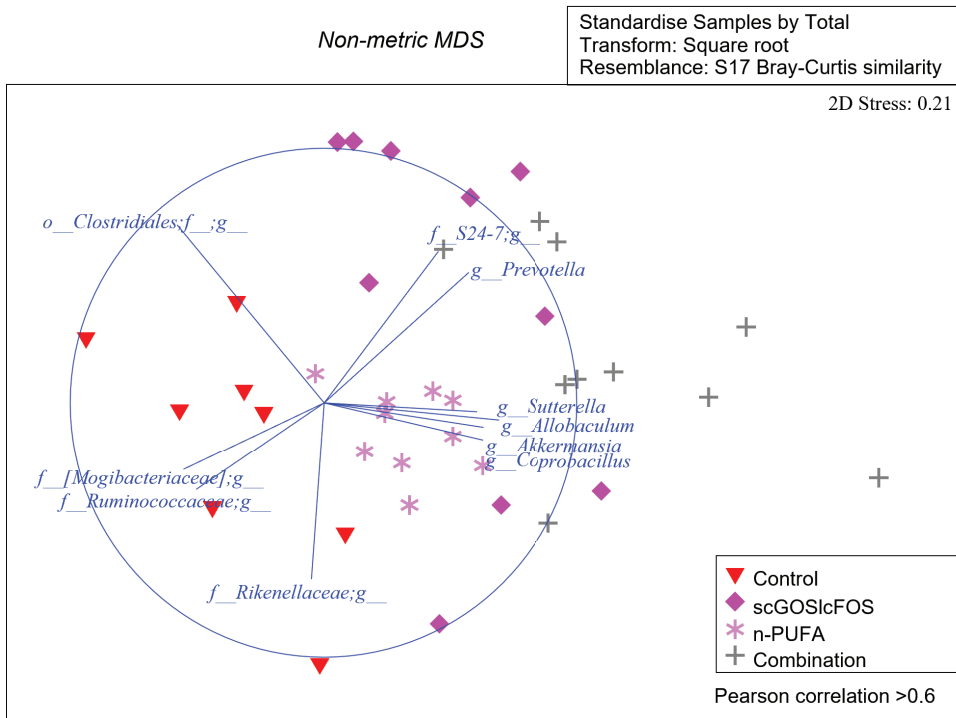 Non-metric MDS
Standardise Samples by Total
Transform: Square root
Resemblance: S17 Bray-Curtis similarity
2D Stress: 0.21
o__Clostridiales;f__;g__
f__S24-7;g__
g__Prevotella
g__Sutterella
g__Allobaculum
g__Akkermansia
g__Coprobacillus
f__[Mogibacteriaceae];g__
f__Ruminococcaceae;g__
f__Rikenellaceae;g__
Control
scGOSlcFOS
n-PUFA
Combination
Pearson correlation >0.6